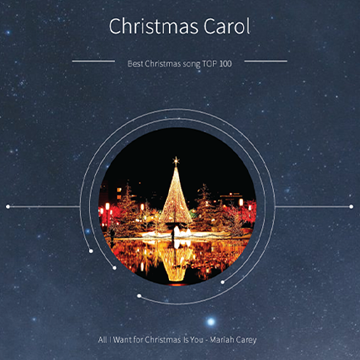 Christmas Carol
Best Christmas song TOP 100
All I Want for Christmas Is You - Mariah Carey